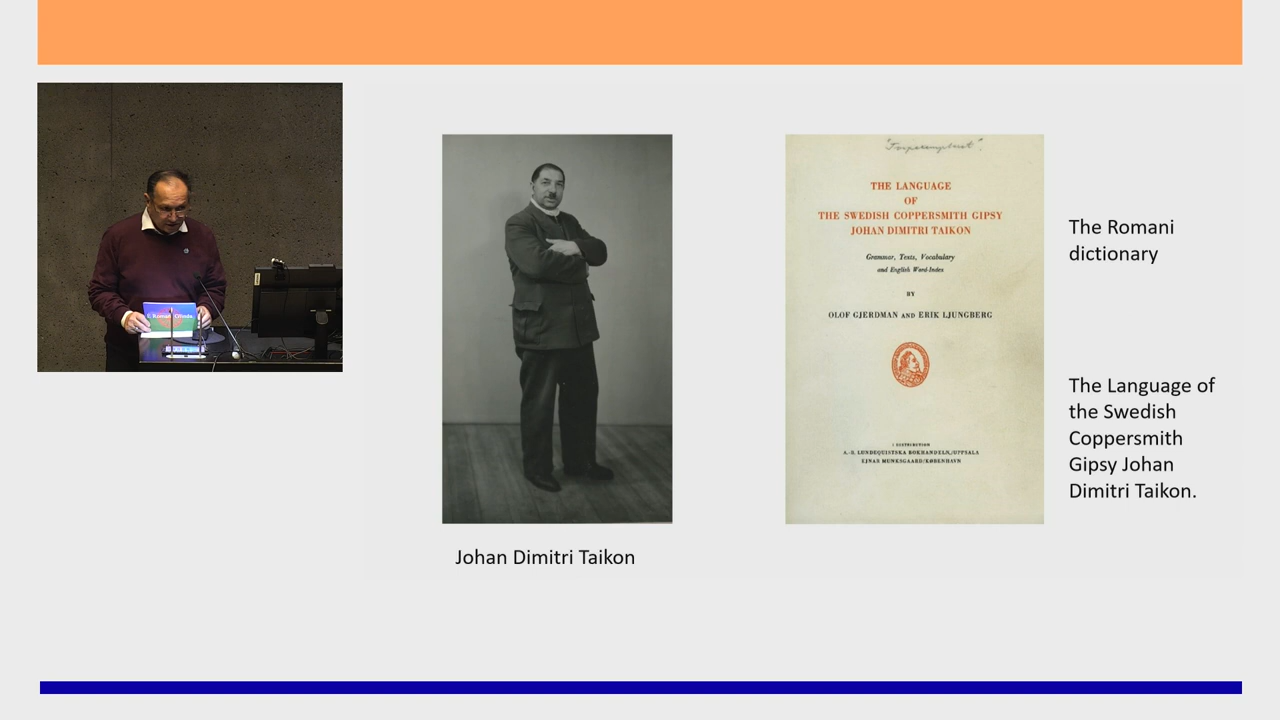 THE LANGUAGE
OF
THE SWEDISH COPPERSMITH GIPSY
JOHAN DIMITRI TAIKON
Grammar, Texts, Vocabulary
and English Word-Index
BY
OLOF GJERDMAN AND ERIK LJUNGBERG
A.-B. LUNDEQUISTSKA BOKHANDELN/UPPSALA
EJNAR MUNKSGAARD/KØBENHAVN
The Romani
dictionary
The Language of
the Swedish
Coppersmith
Gipsy Johan
Dimitri Taikon.
Johan Dimitri Taikon